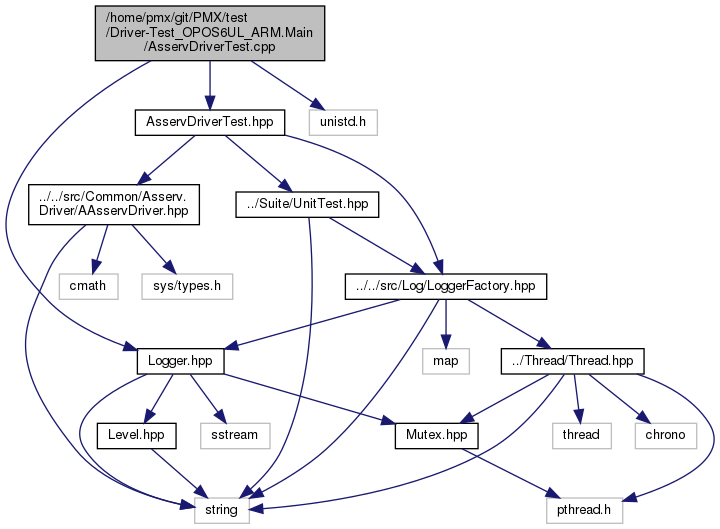 /home/pmx/git/PMX/test
/Driver-Test_OPOS6UL_ARM.Main
/AsservDriverTest.cpp
AsservDriverTest.hpp
unistd.h
../../src/Common/Asserv.
Driver/AAsservDriver.hpp
../Suite/UnitTest.hpp
cmath
sys/types.h
../../src/Log/LoggerFactory.hpp
Logger.hpp
map
../Thread/Thread.hpp
Level.hpp
sstream
Mutex.hpp
thread
chrono
string
pthread.h